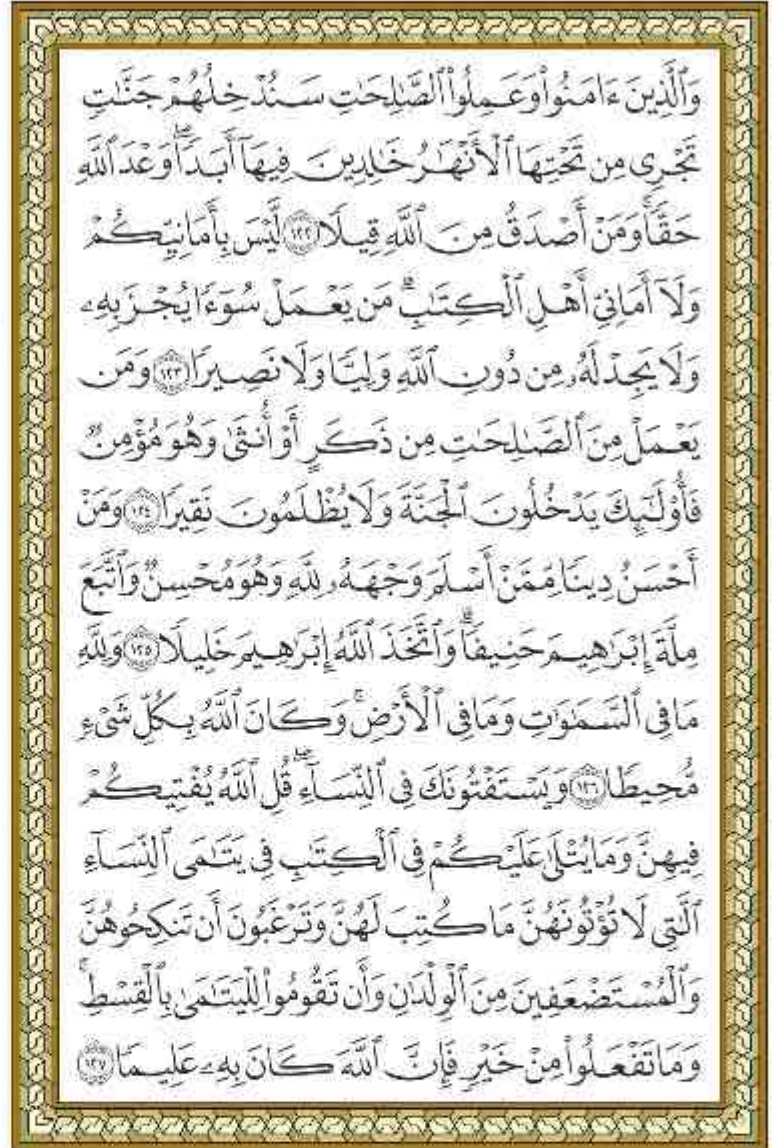 وَٱلَّذِينَ ءَامَنُوا۟ وَعَمِلُوا۟ ٱلصَّٰلِحَٰتِ سَنُدْخِلُهُمْ جَنَّٰتٍ
تَجْرِى مِن تَحْتِهَا ٱلْأَنْهَٰرُ خَٰلِدِينَ فِيهَآ أَبَدًا ۖ وَعْدَ ٱللَّهِ
حَقًّا ۚ وَمَنْ أَصْدَقُ مِنَ ٱللَّهِ قِيلًا ١٢٢ لَّيْسَ بِأَمَانِيِّكُمْ
وَلَآ أَمَانِىِّ أَهْلِ ٱلْكِتَٰبِ ۗ مَن يَعْمَلْ سُوٓءًا يُجْزَ بِهِۦ
وَلَا يَجِدْ لَهُۥ مِن دُونِ ٱللَّهِ وَلِيًّا وَلَا نَصِيرًا ١٢٣ وَمَن
يَعْمَلْ مِنَ ٱلصَّٰلِحَٰتِ مِن ذَكَرٍ أَوْ أُنثَىٰ وَهُوَ مُؤْمِنٌ
فَأُو۟لَٰٓئِكَ يَدْخُلُونَ ٱلْجَنَّةَ وَلَا يُظْلَمُونَ نَقِيرًا ١٢٤ وَمَنْ
أَحْسَنُ دِينًا مِّمَّنْ أَسْلَمَ وَجْهَهُۥ لِلَّهِ وَهُوَ مُحْسِنٌ وَٱتَّبَعَ
مِلَّةَ إِبْرَٰهِيمَ حَنِيفًا ۗ وَٱتَّخَذَ ٱللَّهُ إِبْرَٰهِيمَ خَلِيلًا ١٢٥ وَلِلَّهِ
مَا فِى ٱلسَّمَٰوَٰتِ وَمَا فِى ٱلْأَرْضِ ۚ وَكَانَ ٱللَّهُ بِكُلِّ شَىْءٍ
مُّحِيطًا ١٢٦ وَيَسْتَفْتُونَكَ فِى ٱلنِّسَآءِ ۖ قُلِ ٱللَّهُ يُفْتِيكُمْ
فِيهِنَّ وَمَا يُتْلَىٰ عَلَيْكُمْ فِى ٱلْكِتَٰبِ فِى يَتَٰمَى ٱلنِّسَآءِ
ٱلَّٰتِى لَا تُؤْتُونَهُنَّ مَا كُتِبَ لَهُنَّ وَتَرْغَبُونَ أَن تَنكِحُوهُنَّ
وَٱلْمُسْتَضْعَفِينَ مِنَ ٱلْوِلْدَٰنِ وَأَن تَقُومُوا۟ لِلْيَتَٰمَىٰ بِٱلْقِسْطِ ۚ
وَمَا تَفْعَلُوا۟ مِنْ خَيْرٍ فَإِنَّ ٱللَّهَ كَانَ بِهِۦ عَلِيمًا ١٢٧